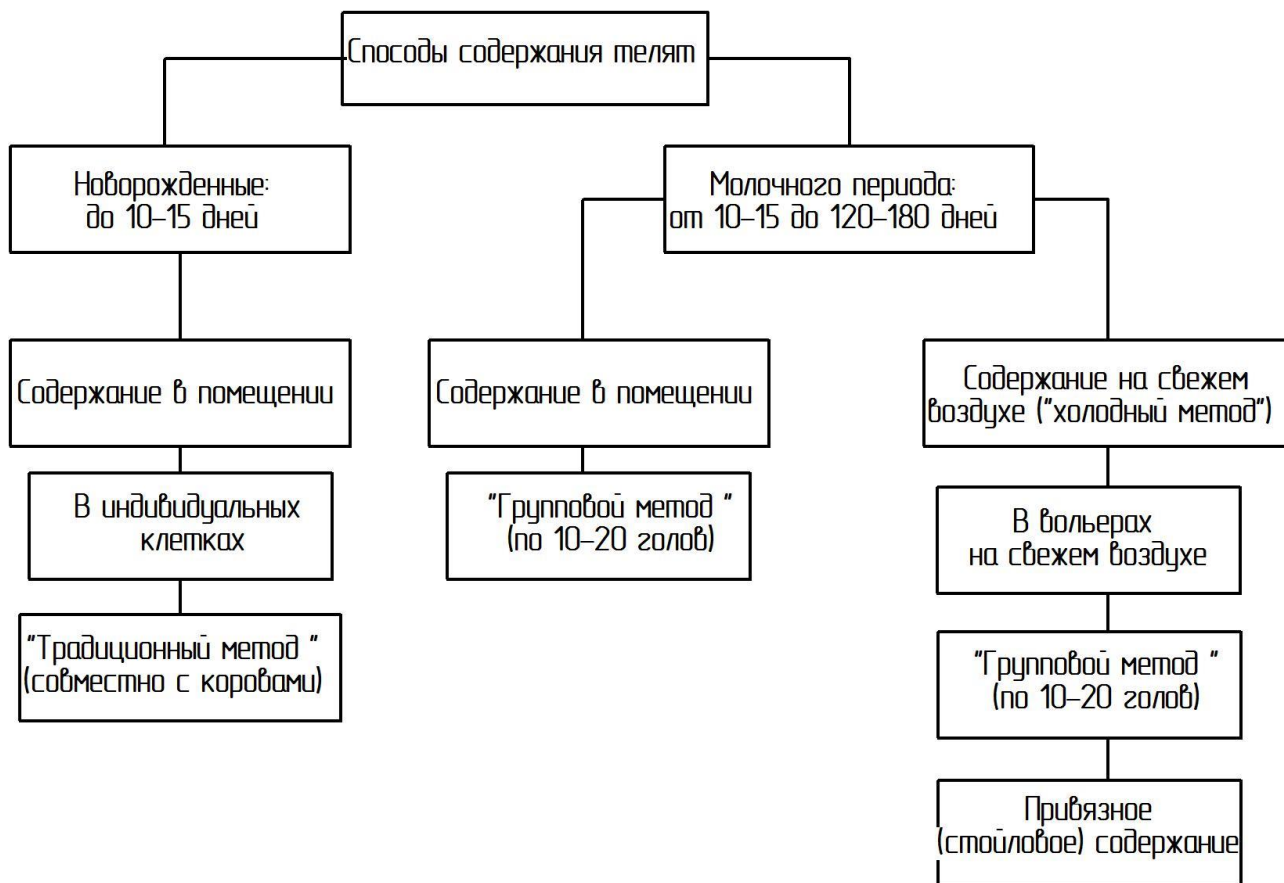 Способы содержания телят
Новорожденные:
до 10–15 дней
Молочного периода:
от 10–15 до 120–180 дней
Содержание в помещении
Содержание в помещении
Содержание на свежем
воздухе ("холодный метод")
В индивидуальных
клетках
"Групповой метод "
(по 10–20 голов)
В вольерах
на свежем воздухе
"Традиционный метод "
(совместно с коровами)
"Групповой метод "
(по 10–20 голов)
Привязное
(стойловое) содержание